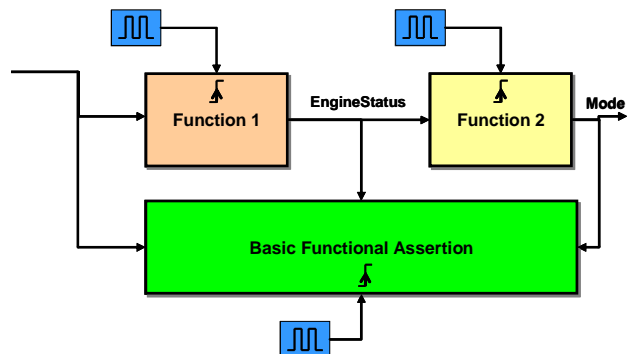 EngineStatus
Mode
Function 1
Function 2
Basic Functional Assertion